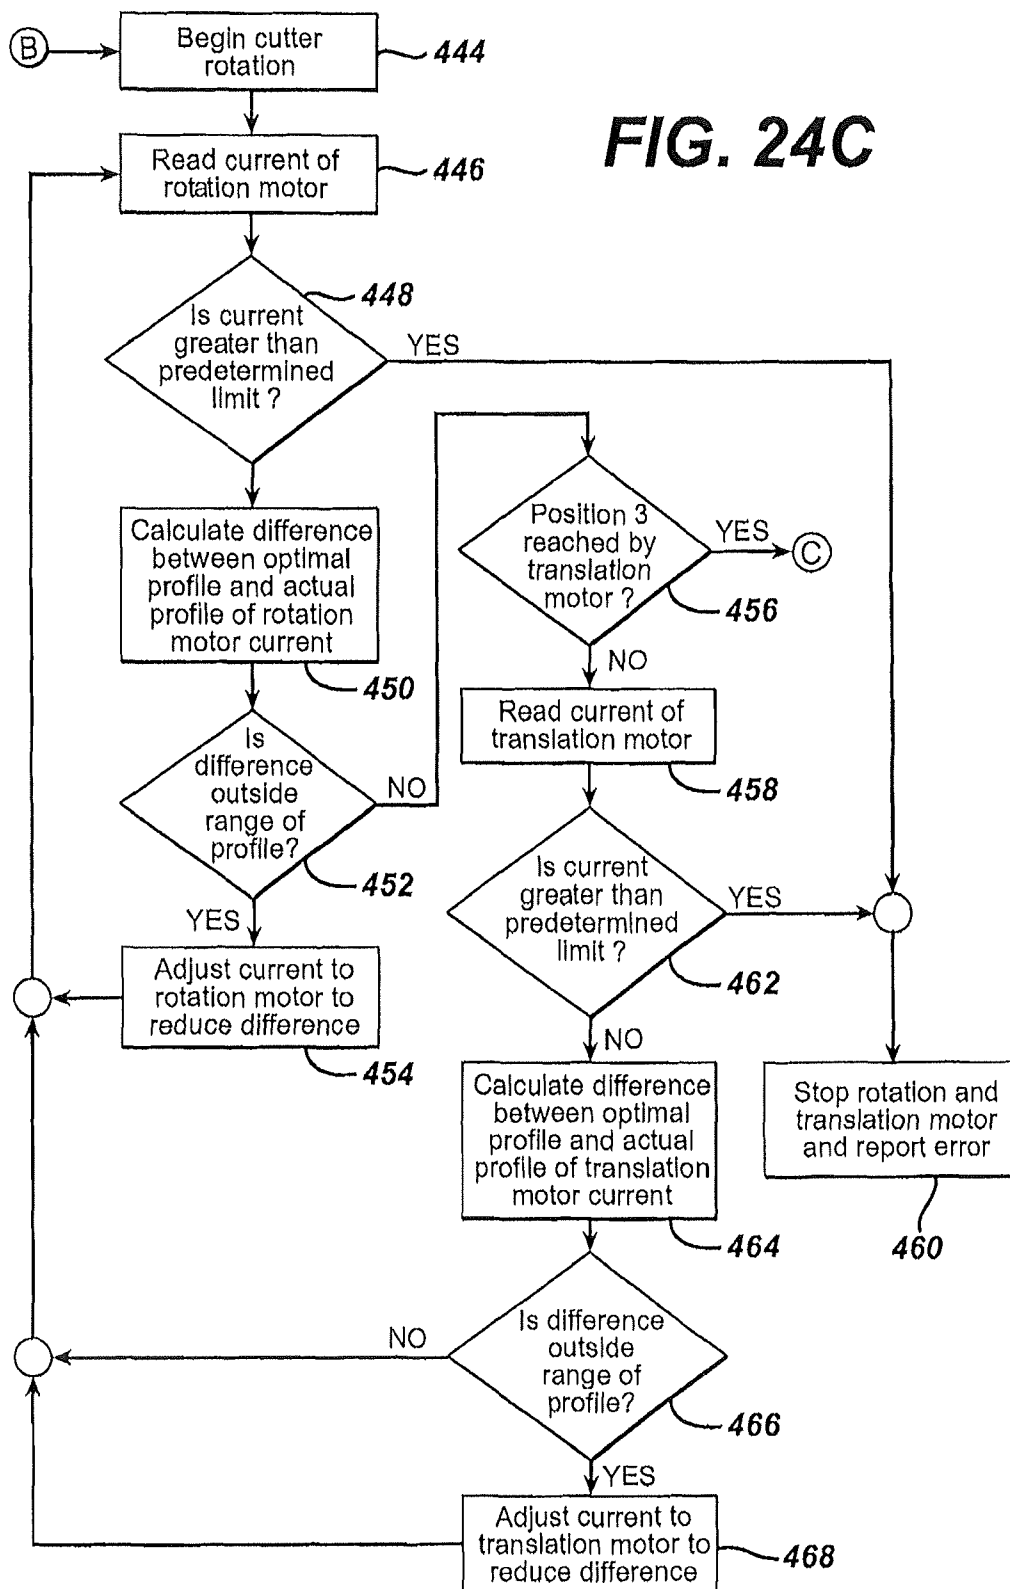 B
Begin cutter
rotation
444
FIG. 24C
Read current of
rotation motor
446
448
Is current
greater than
predetermined
limit ?
YES
Calculate difference
between optimal
profile and actual
profile of rotation
motor current
450
Is
difference
outside
range of
profile?
NO
452
YES
Adjust current to
rotation motor to
reduce difference
454
Position 3
reached by
translation
motor ?
YES
C
456
NO
Read current of
translation motor
458
Is current
greater than
predetermined
limit ?
YES
462
NO
Calculate difference
between optimal
profile and actual
profile of translation
motor current
464
Stop rotation and
translation motor
and report error
460
Is difference
outside
range of
profile?
NO
466
YES
Adjust current to
translation motor to
reduce difference
468